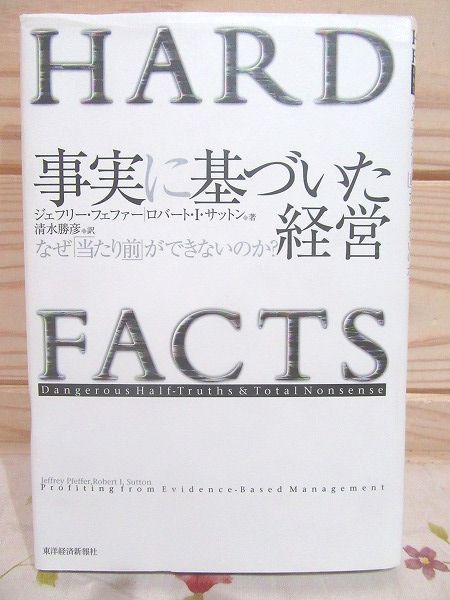 HARD
事実に基づいた
ジェフリー・フェファー|ロバート・I・サットン◆著
経営
清水勝彦◆訳
なぜ「当たり前」ができないのか?
FACTS
Dangerous Half-Truths & Total Nonsense
Jeffrey Pfeffer,Robert I. Sutton
Profiting from Evidence-Based Management
東洋経済新報社